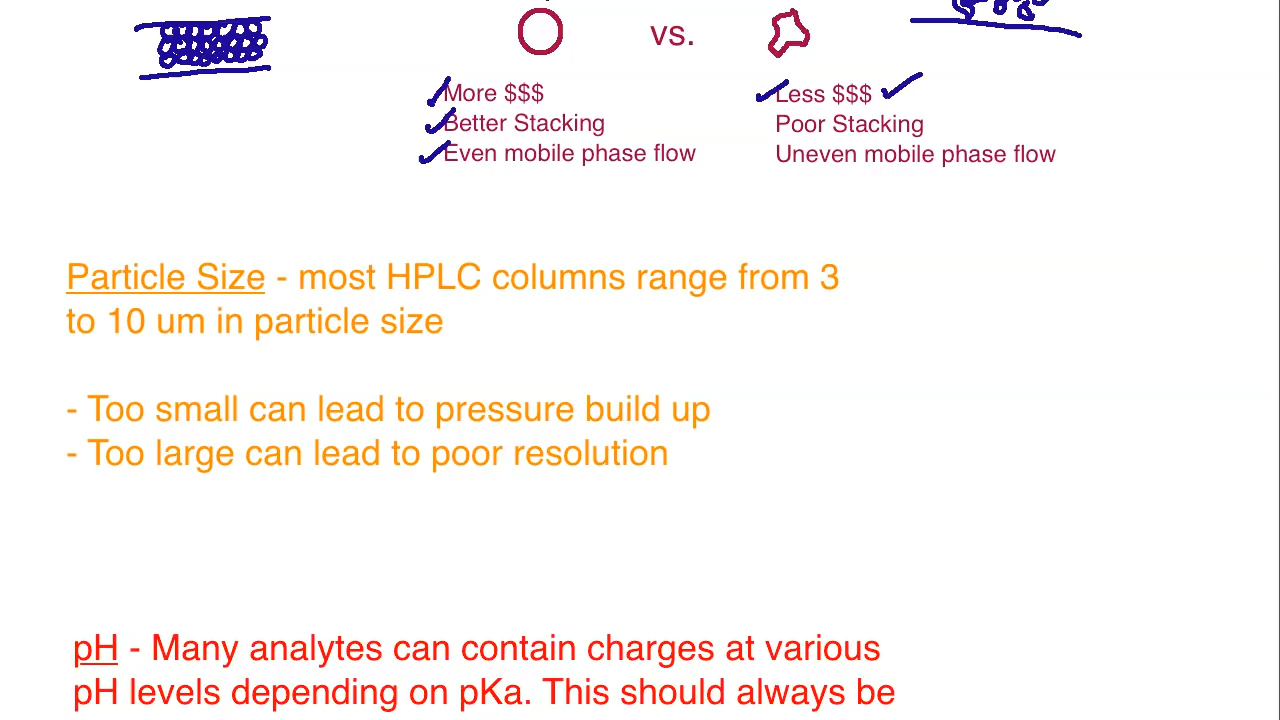 vs.
More $$$ Less $$$
Better Stacking Poor Stacking
Even mobile phase flow Uneven mobile phase flow
Particle Size - most HPLC columns range from 3
to 10 um in particle size
- Too small can lead to pressure build up
- Too large can lead to poor resolution
pH - Many analytes can contain charges at various
pH levels depending on pKa. This should always be